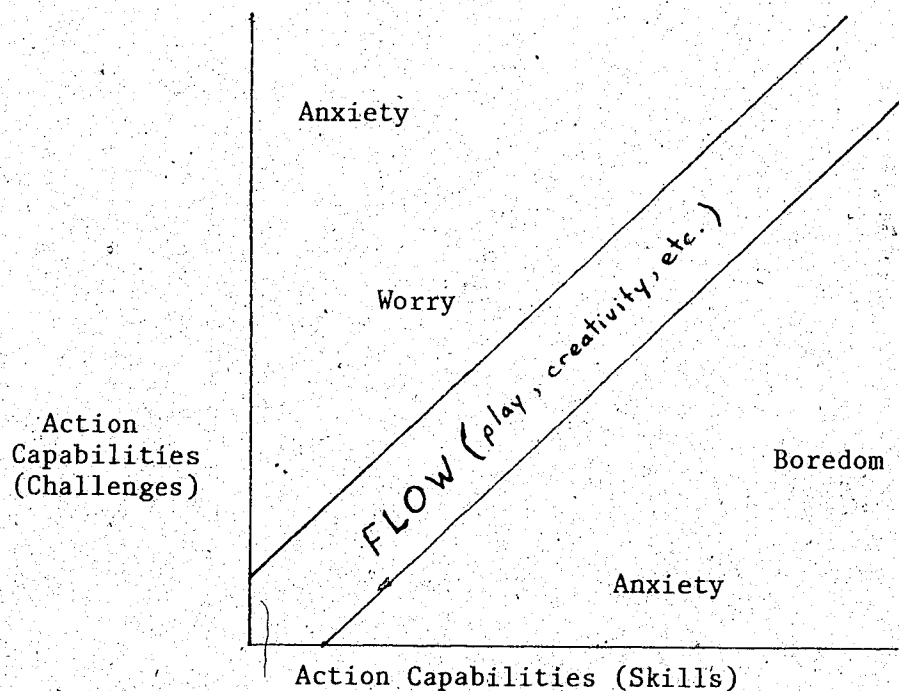 Anxiety
Worry
FLOW (play, creativity, etc.)
Action
Capabilities
(Challenges)
Boredom
Anxiety
Action Capabilities (Skills)